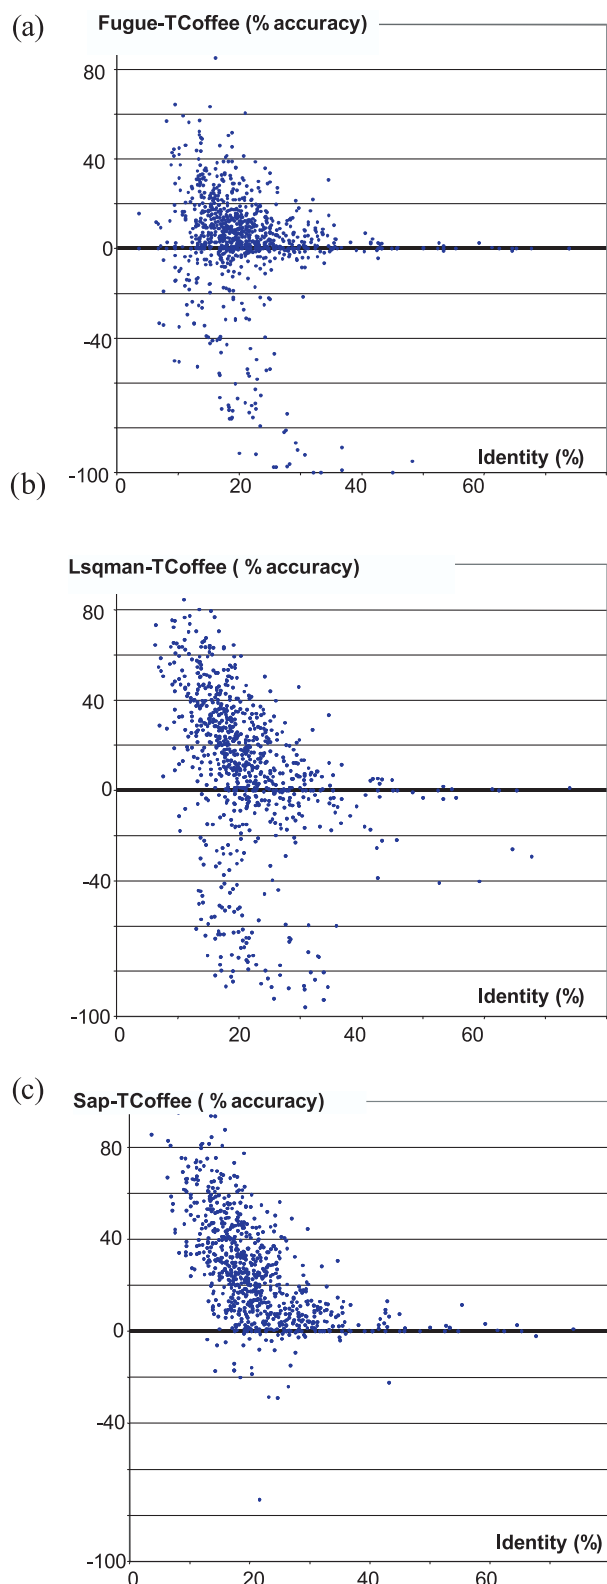 (a)
Fugue-TCoffee (% accuracy)
80
40
0
-40
Identity (%)
-100
0 20 40 60
(b)
Lsqman-TCoffee ( % accuracy)
80
40
0
-40
Identity (%)
-100
0 20 40 60
(c)
Sap-TCoffee ( % accuracy)
80
40
0
-40
Identity (%)
-100
0 20 40 60